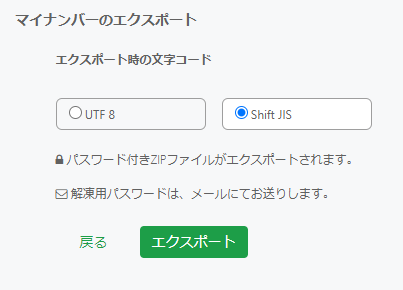 マイナンバーのエクスポート
エクスポート時の文字コード
UTF 8
Shift JIS
パスワード付きZIPファイルがエクスポートされます。
解凍用パスワードは、メールにてお送りします。
戻る
エクスポート